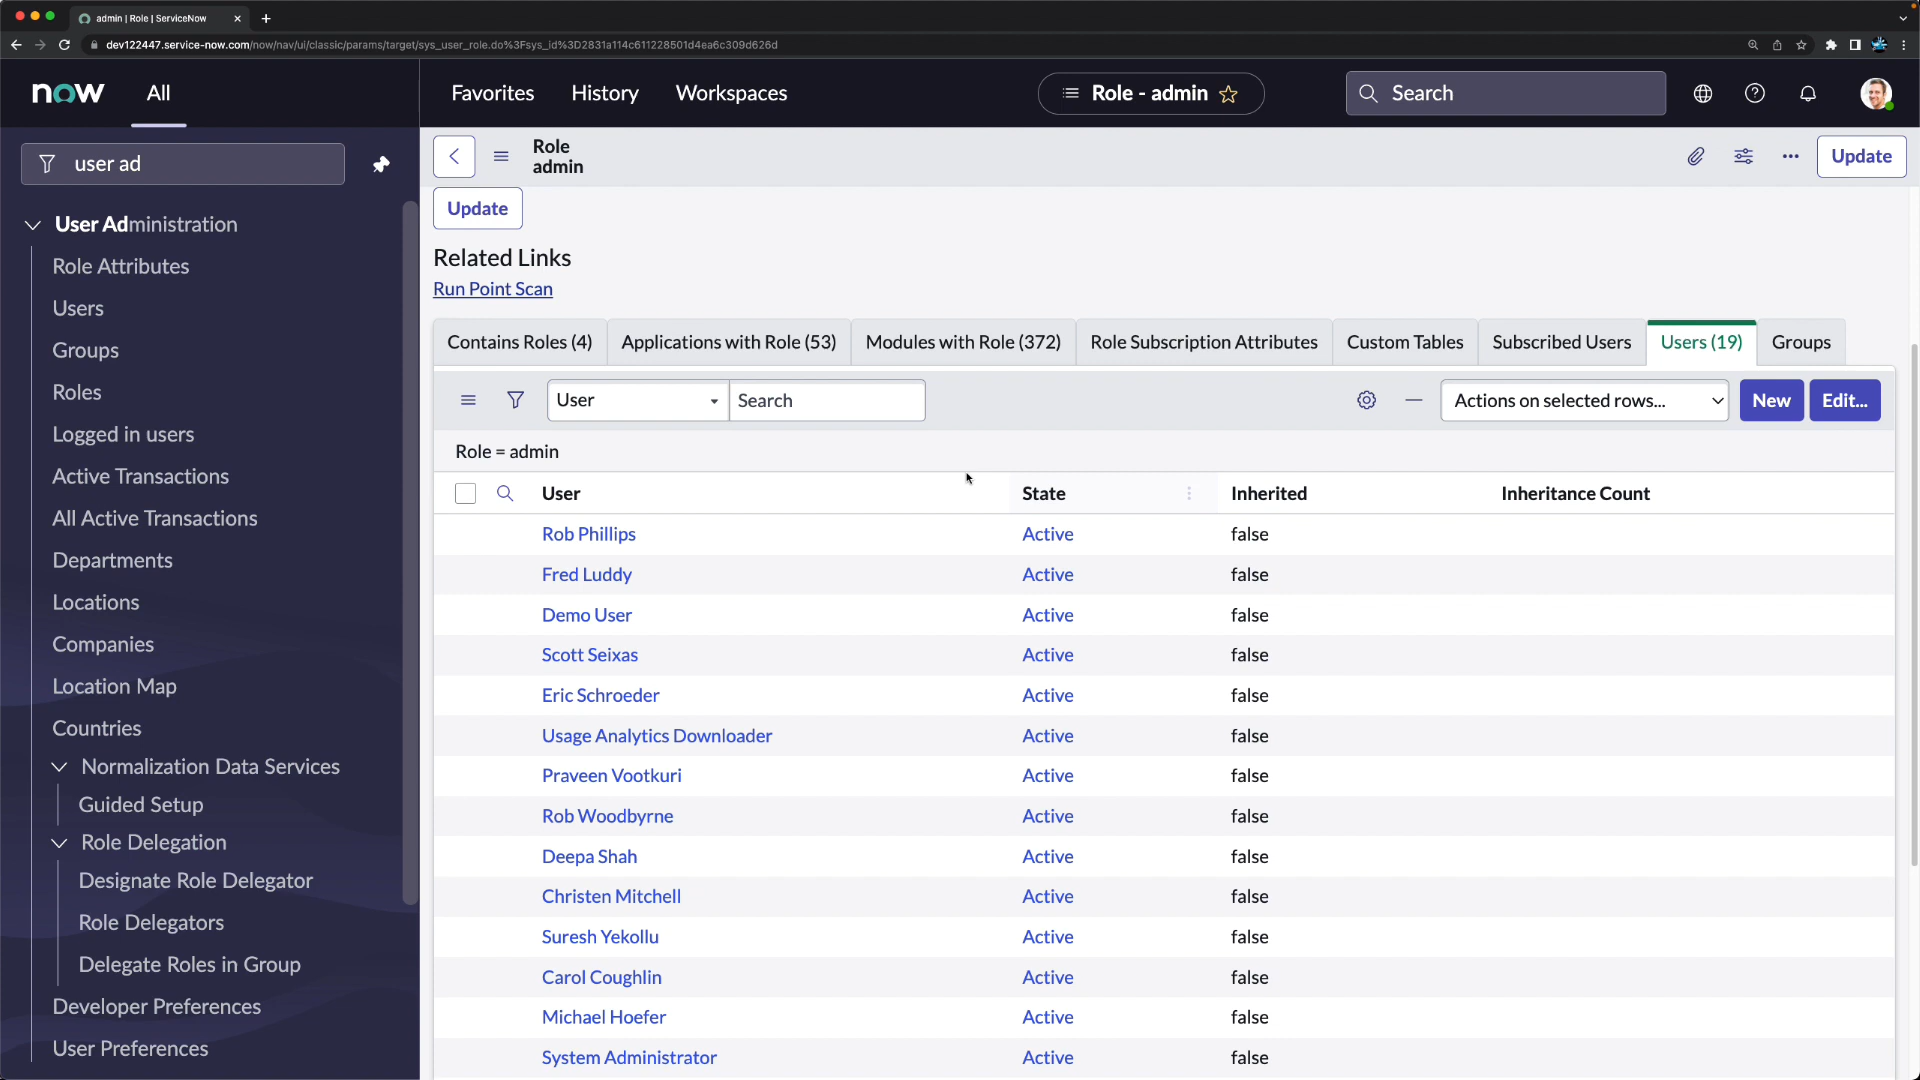 admin | Role | ServiceNow
dev122447.service-now.com/now/nav/ui/classic/params/target/sys_user_role.do%3Fsys_id%3D2831a114c611228501d4ea6c309d626d
now
All
Favorites
History
Workspaces
Role - admin
Search
user ad
User Administration
Role Attributes
Users
Groups
Roles
Logged in users
Active Transactions
All Active Transactions
Departments
Locations
Companies
Location Map
Countries
Normalization Data Services
Guided Setup
Role Delegation
Designate Role Delegator
Role Delegators
Delegate Roles in Group
Developer Preferences
User Preferences
Role
admin
Update
Update
Related Links
Run Point Scan
Contains Roles (4) Applications with Role (53) Modules with Role (372) Role Subscription Attributes Custom Tables Subscribed Users Users (19) Groups
User Search Actions on selected rows... New Edit...
Role = admin
User State Inherited Inheritance Count
Rob Phillips Active false
Fred Luddy Active false
Demo User Active false
Scott Seixas Active false
Eric Schroeder Active false
Usage Analytics Downloader Active false
Praveen Vootkuri Active false
Rob Woodbyrne Active false
Deepa Shah Active false
Christen Mitchell Active false
Suresh Yekollu Active false
Carol Coughlin Active false
Michael Hoefer Active false
System Administrator Active false